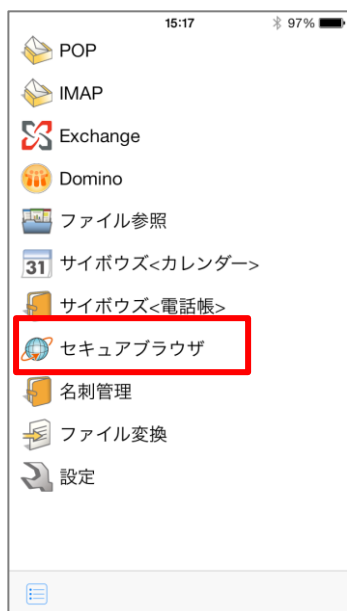 15:17 97%
POP
IMAP
Exchange
Domino
ファイル参照
31 サイボウズ<カレンダー>
サイボウズ<電話帳>
セキュアブラウザ
名刺管理
ファイル変換
設定